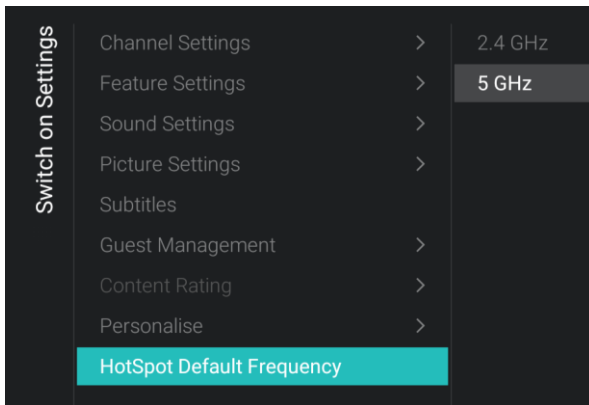 Switch on Settings
Channel Settings
Feature Settings
Sound Settings
Picture Settings
Subtitles
Guest Management
Content Rating
Personalise
HotSpot Default Frequency
2.4 GHz
5 GHz